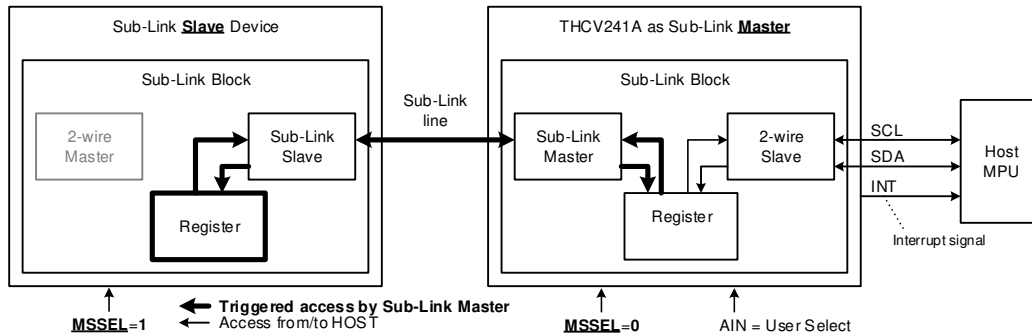 Sub-Link Slave Device
Sub-Link Block
2-wire
Master
Sub-Link
Slave
Register
Sub-Link
line
THCV241A as Sub-Link Master
Sub-Link Block
Sub-Link
Master
2-wire
Slave
Register
SCL
SDA
INT
Host
MPU
Interrupt signal
MSSEL=1
Triggered access by Sub-Link Master
Access from/to HOST
MSSEL=0
AIN = User Select